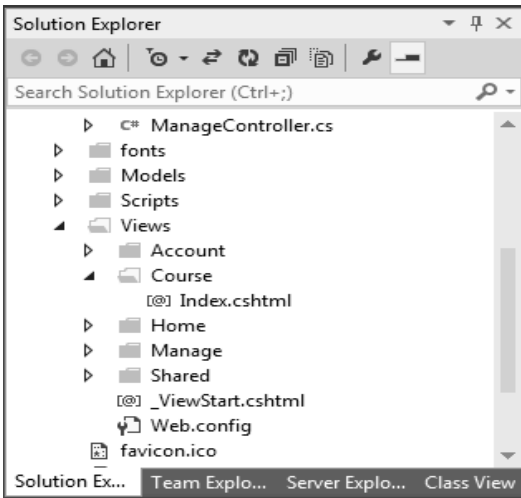 Solution Explorer
Search Solution Explorer (Ctrl+;)
C# ManageController.cs
fonts
Models
Scripts
Views
Account
Course
[@] Index.cshtml
Home
Manage
Shared
[@] _ViewStart.cshtml
Web.config
favicon.ico
Solution Ex... Team Explo... Server Explo... Class View